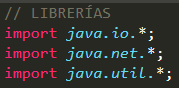 // LIBRERÍAS
import java.io.*;
import java.net.*;
import java.util.*;